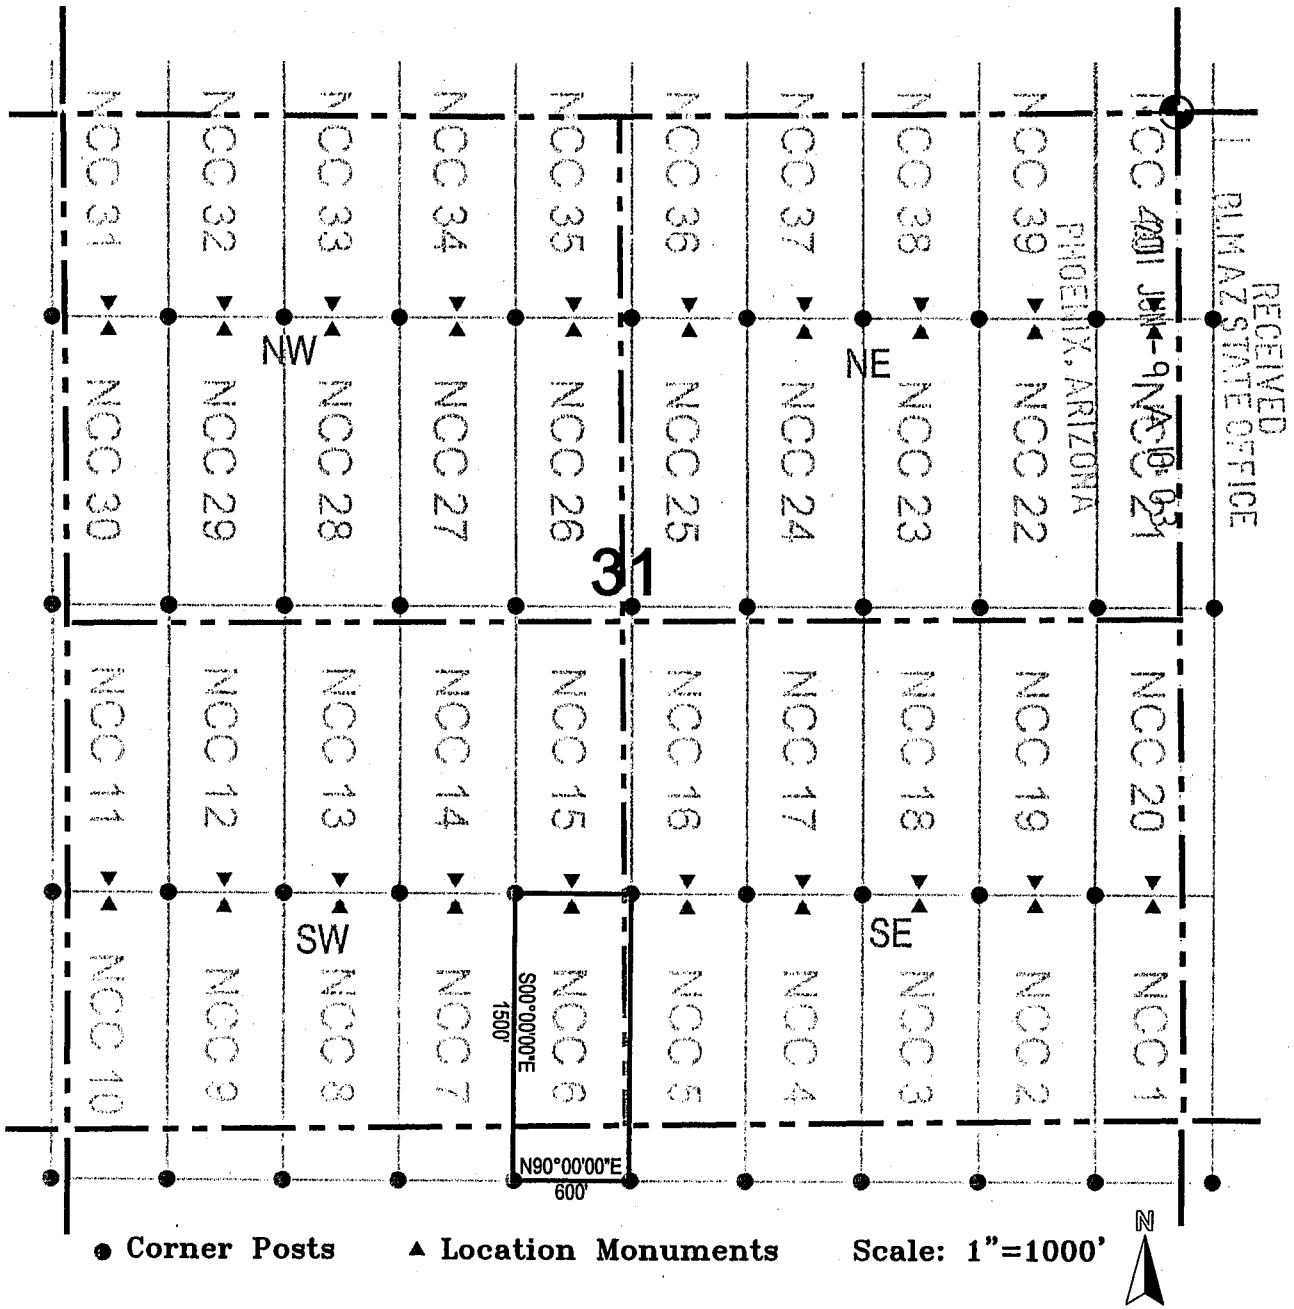 NCC 31
NCC 32
NCC 33
NCC 34
NCC 35
NCC 36
NCC 37
NCC 38
NCC 39
NCC
JUN -9 A
PHOENIX, ARIZONA
BLM AZ STATE OFFICE
RECEIVED
NW
NE
NCC 30
NCC 29
NCC 28
NCC 27
NCC 26
NCC 25
NCC 24
NCC 23
NCC 22
NCC 21
31
NCC 11
NCC 12
NCC 13
NCC 14
NCC 15
NCC 16
NCC 17
NCC 18
NCC 19
NCC 20
SW
SE
NCC 10
NCC 9
NCC 8
NCC 7
S00°00'00"E
1500'
NCC 6
NCC 5
NCC 4
NCC 3
NCC 2
NCC 1
N90°00'00"E
600'
N
Corner Posts
Location Monuments
Scale: 1"=1000'